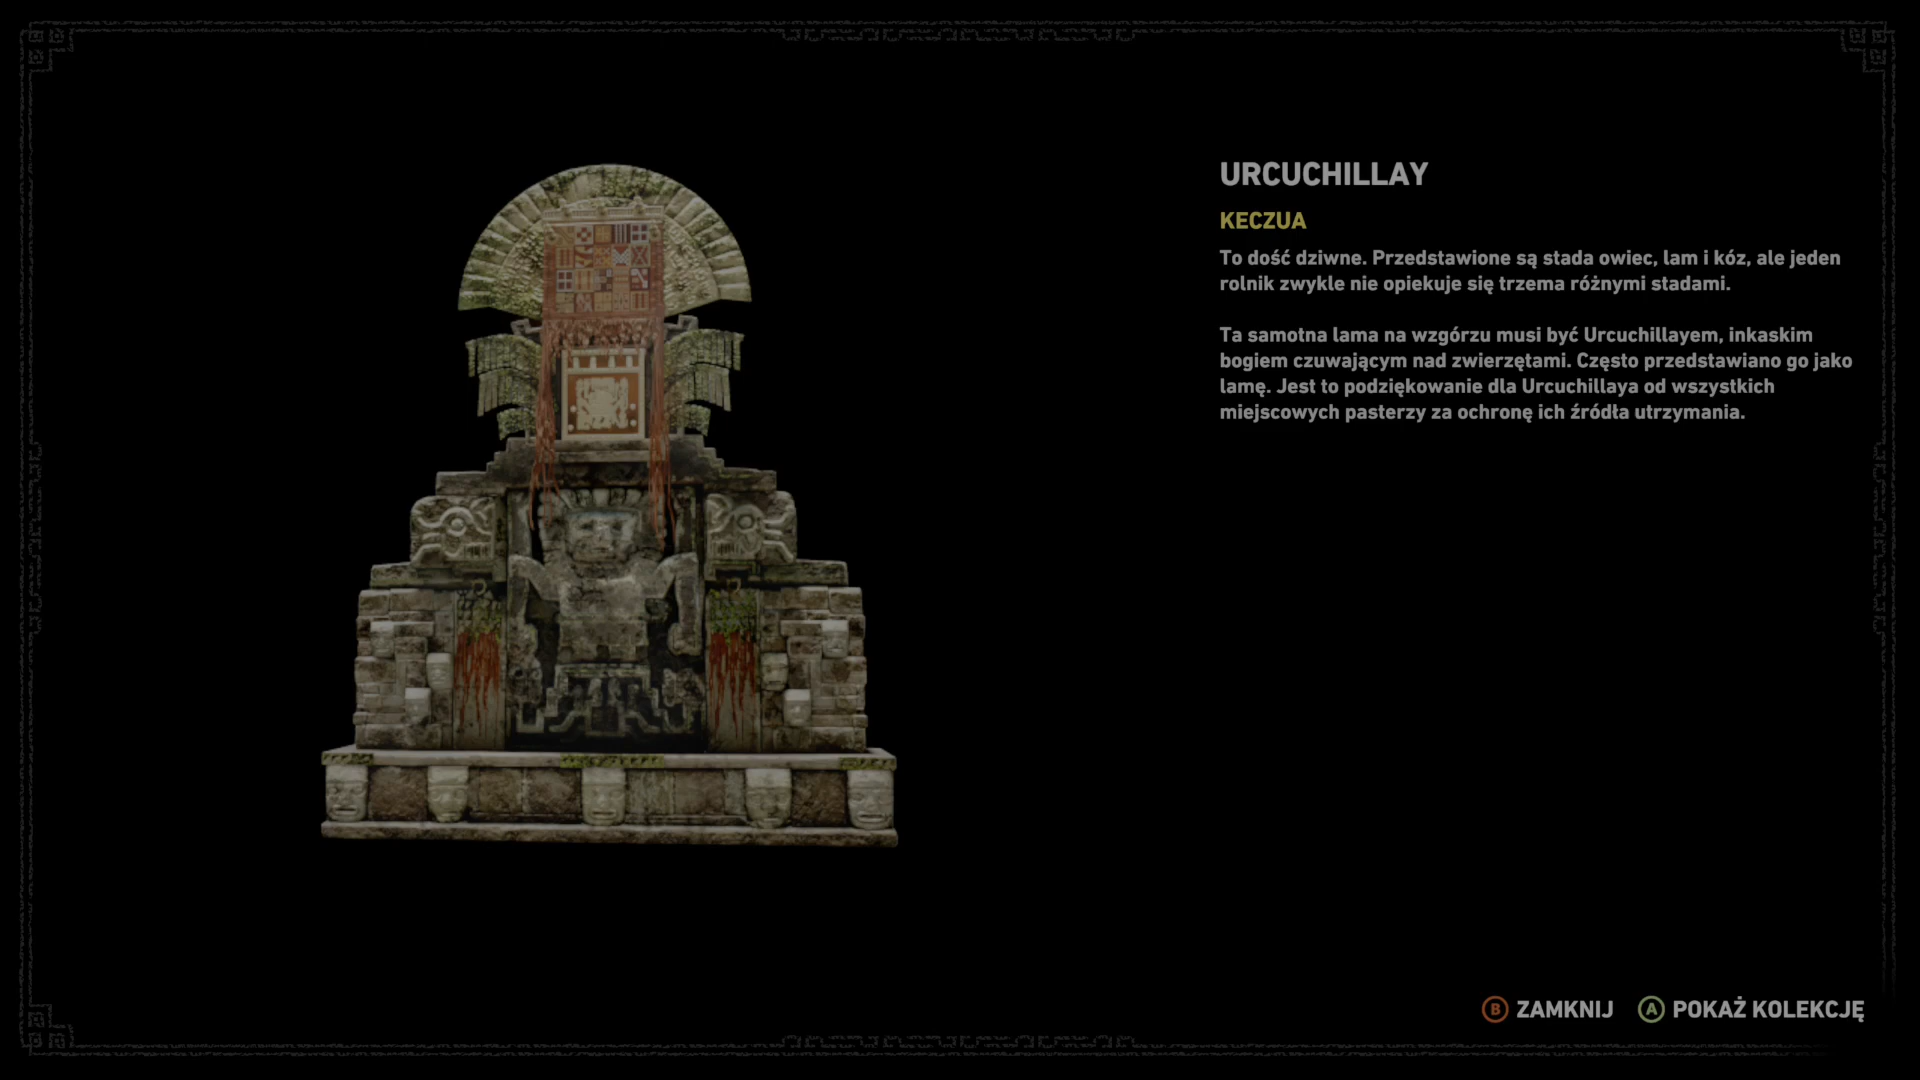 URCUCHILLAY
KECZUA
To dość dziwne. Przedstawione są stada owiec, lam i kóz, ale jeden
rolnik zwykle nie opiekuje się trzema różnymi stadami.
Ta samotna lama na wzgórzu musi być Urcuchillayem, inkaskim
bogiem czuwającym nad zwierzętami. Często przedstawiano go jako
lamę. Jest to podziękowanie dla Urcuchillaya od wszystkich
miejscowych pasterzy za ochronę ich źródła utrzymania.
B ZAMKNIJ A POKAŻ KOLEKCJĘ